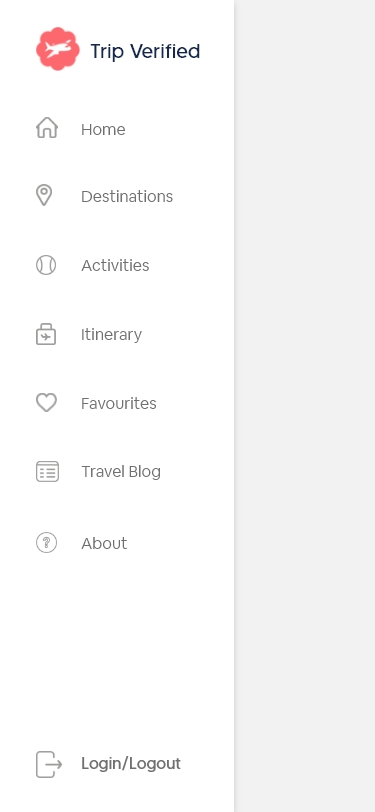 Trip Verified
Home
Destinations
Activities
Itinerary
Favourites
Travel Blog
About
Login/Logout